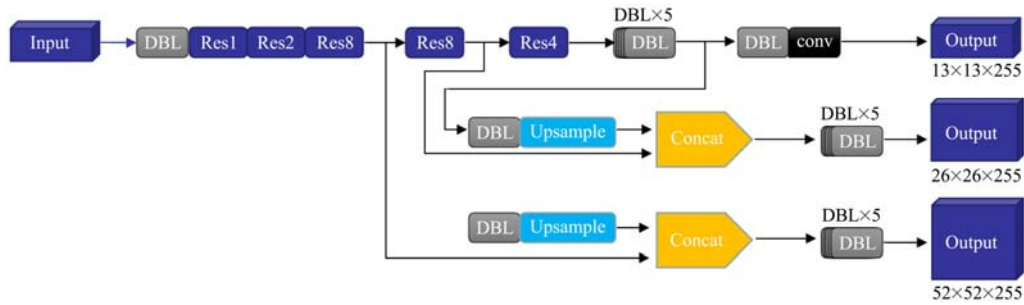 DBL×5
Input
DBL
Res1
Res2
Res8
Res8
Res4
DBL
DBL
conv
Output
13×13×255
DBL×5
DBL
Upsample
Concat
DBL
Output
26×26×255
DBL×5
DBL
Upsample
Concat
DBL
Output
52×52×255